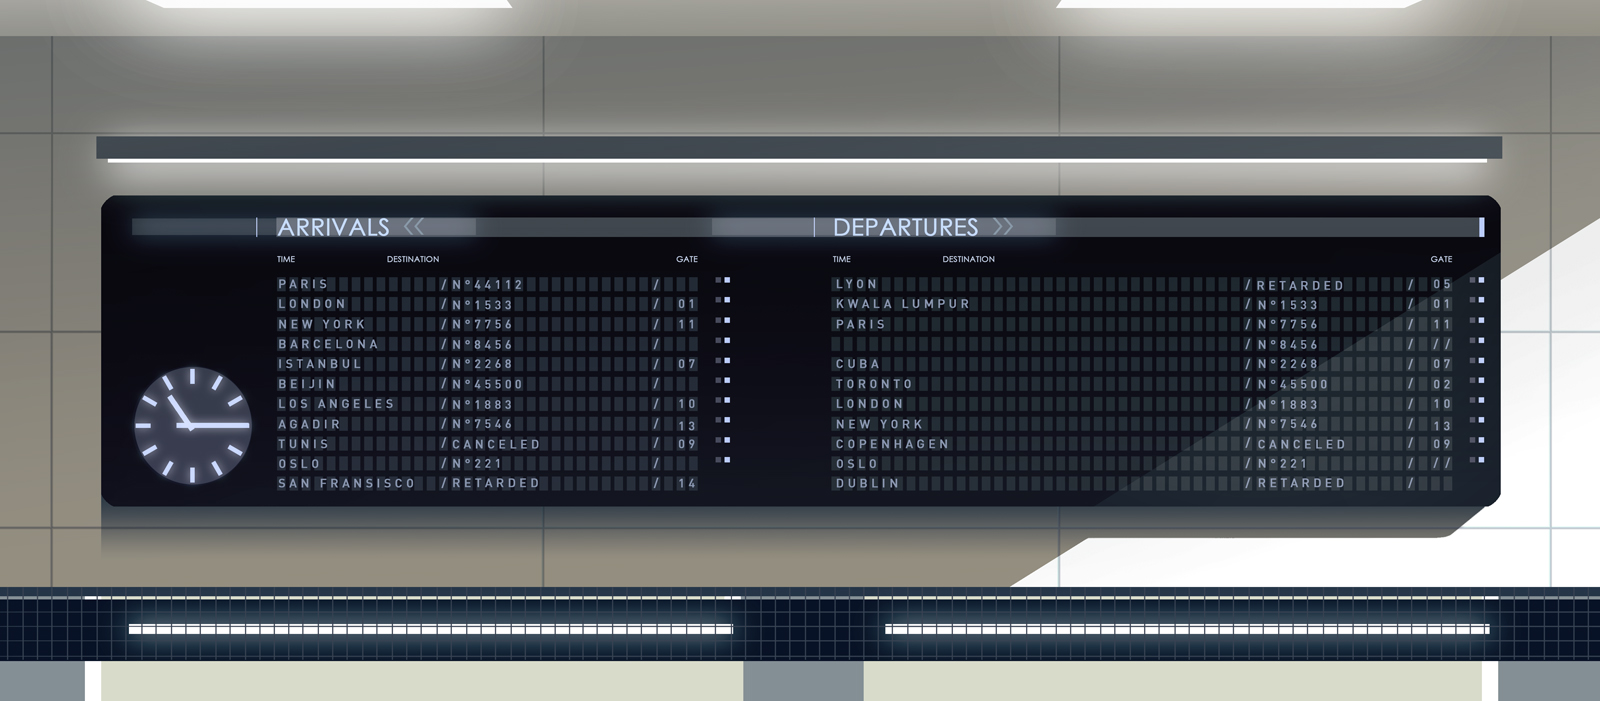 ARRIVALS
TIME DESTINATION GATE
PARIS / N°44112 /
LONDON / N°1533 / 01
NEW YORK / N°7756 / 11
BARCELONA / N°8456 /
ISTANBUL / N°2268 / 07
BEIJIN / N°45500 /
LOS ANGELES / N°1883 / 10
AGADIR / N°7546 / 13
TUNIS / CANCELED / 09
OSLO / N°221 /
SAN FRANSISCO / RETARDED / 14
DEPARTURES
TIME DESTINATION GATE
LYON / RETARDED / 05
KWALA LUMPUR / N°1533 / 01
PARIS / N°7756 / 11
/ N°8456 / //
CUBA / N°2268 / 07
TORONTO / N°45500 / 02
LONDON / N°1883 / 10
NEW YORK / N°7546 / 13
COPENHAGEN / CANCELED / 09
OSLO / N°221 / //
DUBLIN / RETARDED /